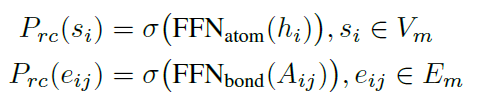 P_{rc}(s_i) = σ(FFN_{atom}(h_i)), s_i ∈ V_m
P_{rc}(e_{ij}) = σ(FFN_{bond}(A_{ij})), e_{ij} ∈ E_m